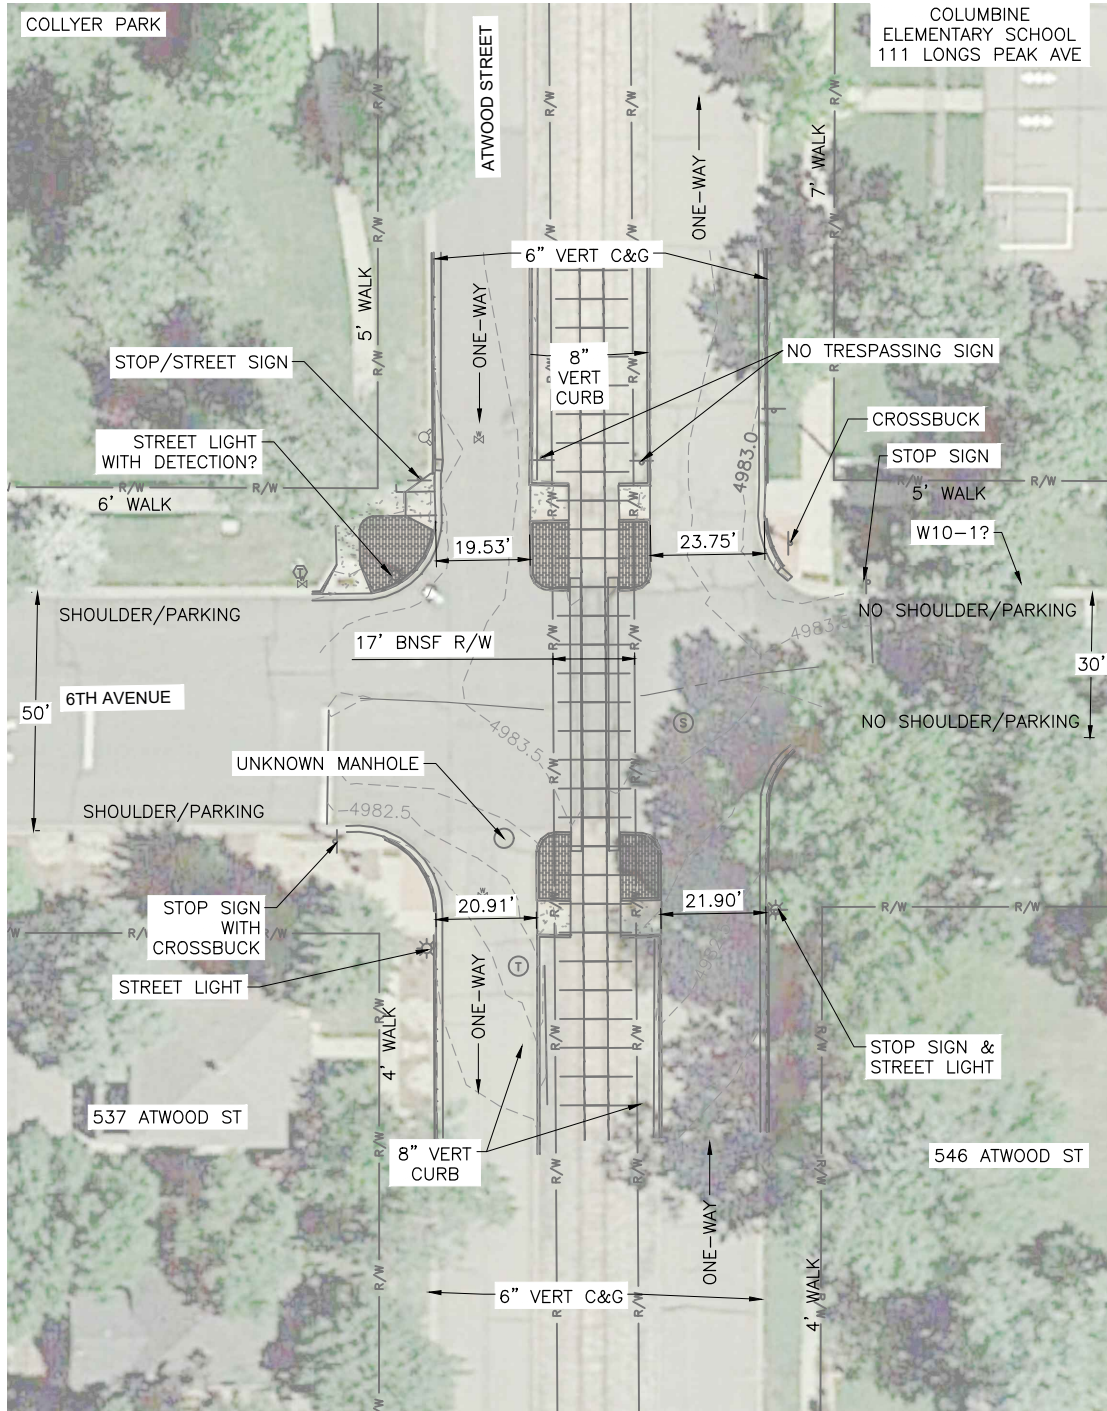 COLLYER PARK
COLUMBINE
ELEMENTARY SCHOOL
111 LONGS PEAK AVE
ATWOOD STREET
R/W
R/W
R/W
R/W
ONE-WAY
7' WALK
R/W
R/W
R/W
6" VERT C&G
5' WALK
ONE-WAY
R/W
R/W
STOP/STREET SIGN
8"
VERT
CURB
NO TRESPASSING SIGN
R/W
R/W
CROSSBUCK
STREET LIGHT
WITH DETECTION?
W
4983.0
STOP SIGN
R/W
R/W
R/W
R/W
6' WALK
R/W
R/W
R/W
R/W
5' WALK
19.53'
23.75'
W10-1?
T
SHOULDER/PARKING
NO SHOULDER/PARKING
4983.5
17' BNSF R/W
R/W
R/W
30'
50'
6TH AVENUE
S
NO SHOULDER/PARKING
4983.5
UNKNOWN MANHOLE
R/W
R/W
4982.5
SHOULDER/PARKING
STOP SIGN
WITH
CROSSBUCK
20.91'
W
21.90'
R/W
R/W
R/W
R/W
R/W
R/W
R/W
STREET LIGHT
T
ONE-WAY
R/W
4' WALK
R/W
R/W
R/W
STOP SIGN &
STREET LIGHT
537 ATWOOD ST
8" VERT
CURB
546 ATWOOD ST
R/W
R/W
R/W
R/W
ONE-WAY
R/W
6" VERT C&G
R/W
R/W
4' WALK
R/W
R/W